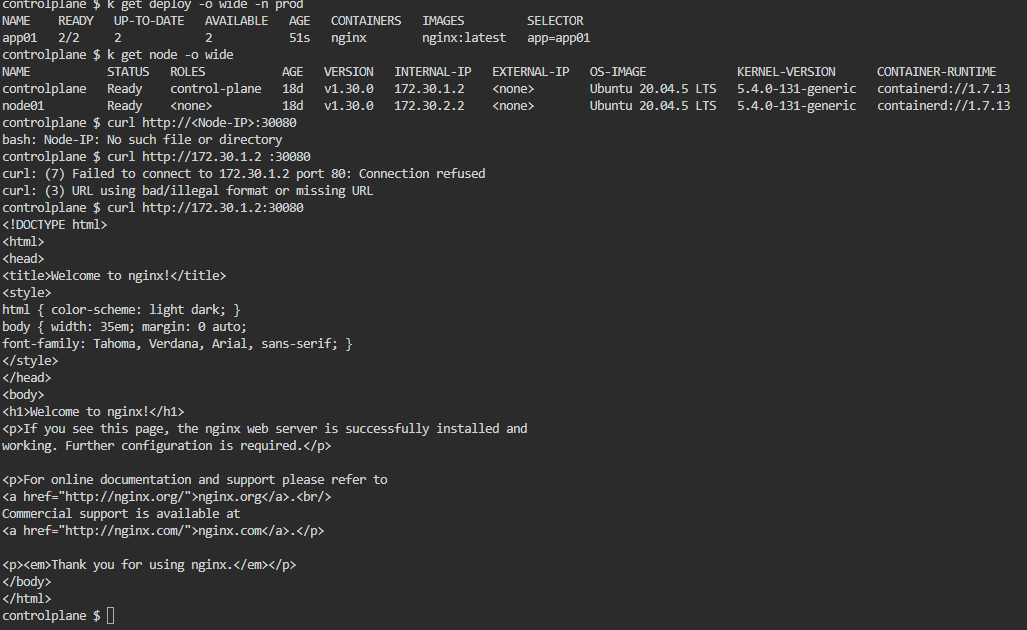 controlplane $ k get deploy -o wide -n prod
NAME    READY   UP-TO-DATE   AVAILABLE   AGE   CONTAINERS   IMAGES         SELECTOR
app01   2/2     2            2           51s   nginx        nginx:latest   app=app01
controlplane $ k get node -o wide
NAME           STATUS   ROLES           AGE   VERSION   INTERNAL-IP   EXTERNAL-IP   OS-IMAGE             KERNEL-VERSION      CONTAINER-RUNTIME
controlplane   Ready    control-plane   18d   v1.30.0   172.30.1.2    <none>        Ubuntu 20.04.5 LTS   5.4.0-131-generic   containerd://1.7.13
node01         Ready    <none>          18d   v1.30.0   172.30.2.2    <none>        Ubuntu 20.04.5 LTS   5.4.0-131-generic   containerd://1.7.13
controlplane $ curl http://<Node-IP>:30080
bash: Node-IP: No such file or directory
controlplane $ curl http://172.30.1.2 :30080
curl: (7) Failed to connect to 172.30.1.2 port 80: Connection refused
curl: (3) URL using bad/illegal format or missing URL
controlplane $ curl http://172.30.1.2:30080
<!DOCTYPE html>
<html>
<head>
<title>Welcome to nginx!</title>
<style>
html { color-scheme: light dark; }
body { width: 35em; margin: 0 auto;
font-family: Tahoma, Verdana, Arial, sans-serif; }
</style>
</head>
<body>
<h1>Welcome to nginx!</h1>
<p>If you see this page, the nginx web server is successfully installed and
working. Further configuration is required.</p>

<p>For online documentation and support please refer to
<a href="http://nginx.org/">nginx.org</a>.<br/>
Commercial support is available at
<a href="http://nginx.com/">nginx.com</a>.</p>

<p><em>Thank you for using nginx.</em></p>
</body>
</html>
controlplane $